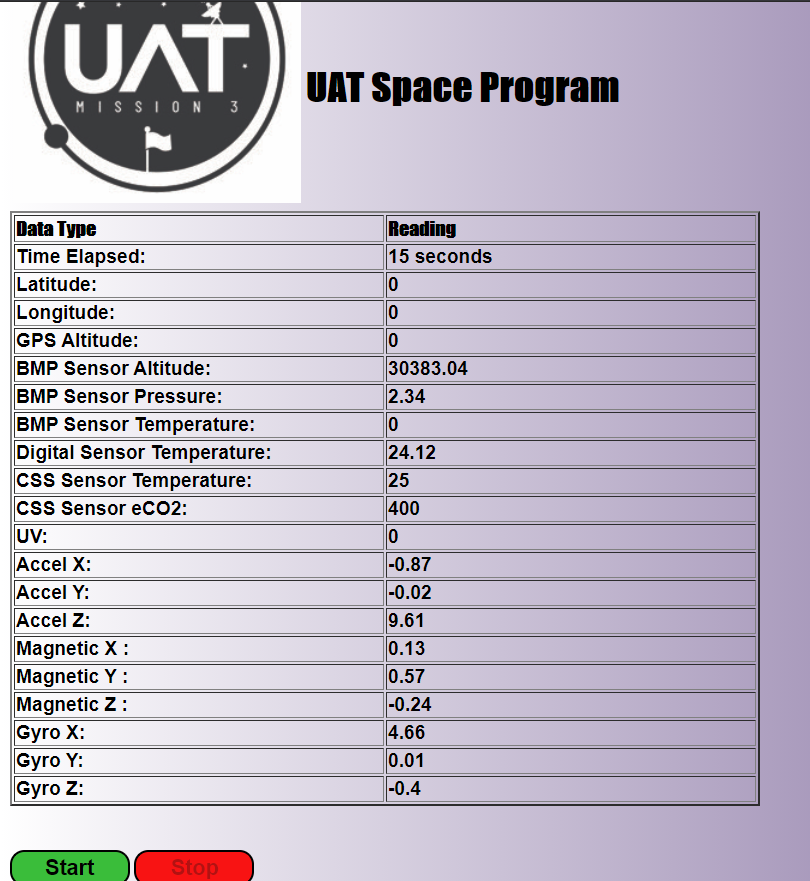 UAT
MISSION 3
UAT Space Program
Data Type Reading
Time Elapsed: 15 seconds
Latitude: 0
Longitude: 0
GPS Altitude: 0
BMP Sensor Altitude: 30383.04
BMP Sensor Pressure: 2.34
BMP Sensor Temperature: 0
Digital Sensor Temperature: 24.12
CSS Sensor Temperature: 25
CSS Sensor eCO2: 400
UV: 0
Accel X: -0.87
Accel Y: -0.02
Accel Z: 9.61
Magnetic X : 0.13
Magnetic Y : 0.57
Magnetic Z : -0.24
Gyro X: 4.66
Gyro Y: 0.01
Gyro Z: -0.4
Start Stop